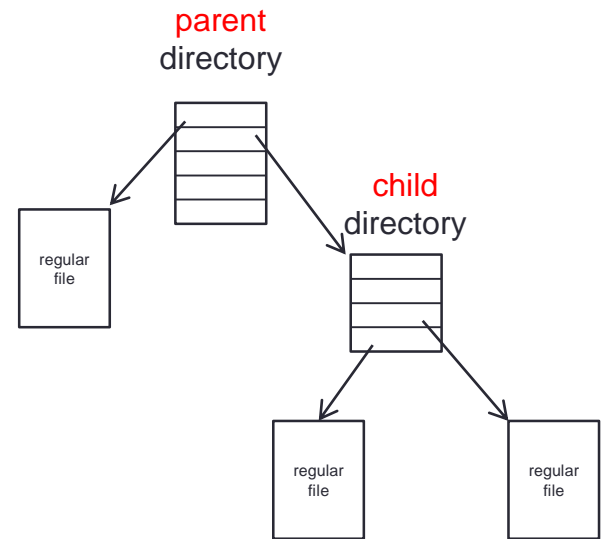 parent
directory
child
directory
regular
file
regular
file
regular
file